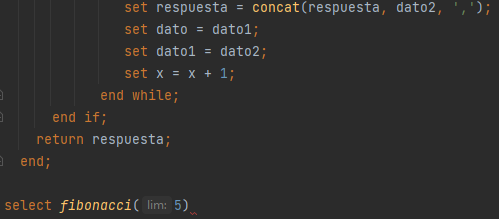 set respuesta = concat(respuesta, dato2, ',');
set dato = dato1;
set dato1 = dato2;
set x = x + 1;
end while;
end if;
return respuesta;
end;
select fibonacci( lim: 5)